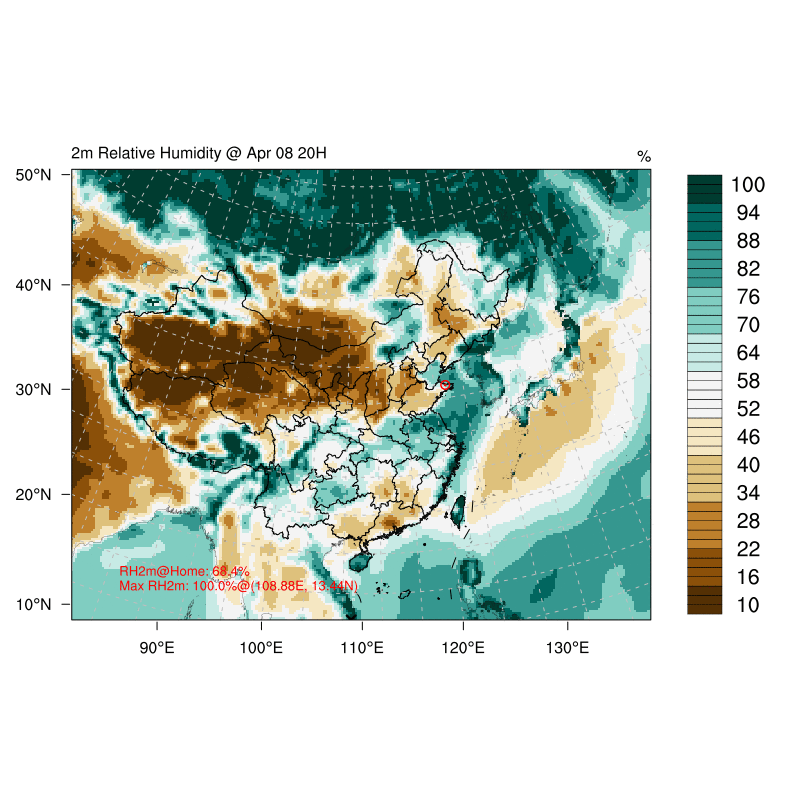 2m Relative Humidity @ Apr 08 20H
%
50°N
40°N
30°N
20°N
10°N
90°E
100°E
110°E
120°E
130°E
100
94
88
82
76
70
64
58
52
46
40
34
28
22
16
10
RH2m@Home: 68.4%
Max RH2m: 100.0%@(108.88E, 13.44N)